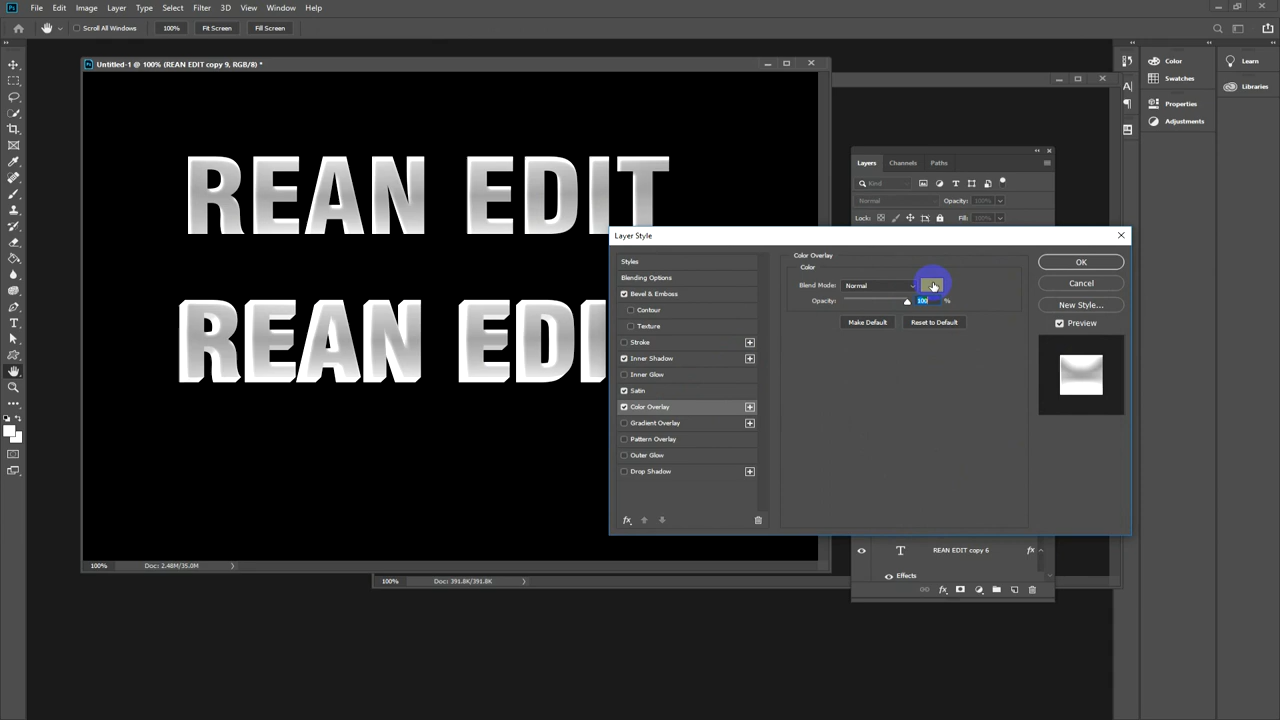 File Edit Image Layer Type Select Filter 3D View Window Help
Scroll All Windows 100% Fit Screen Fill Screen
Untitled-1 @ 100% (REAN EDIT copy 9, RGB/8) *
REAN EDIT
REAN EDI
100% Doc: 2.48M/35.0M
100% Doc: 391.8K/391.8K
Color
Swatches
Properties
Adjustments
Learn
Libraries
Layers Channels Paths
Kind
Normal Opacity: 100%
Lock: Fill: 100%
Layer Style
Styles
Blending Options
Bevel & Emboss
Contour
Texture
Stroke
Inner Shadow
Inner Glow
Satin
Color Overlay
Gradient Overlay
Pattern Overlay
Outer Glow
Drop Shadow
fx
Color Overlay
Color
Blend Mode: Normal
Opacity: 100 %
Make Default Reset to Default
OK
Cancel
New Style...
Preview
T REAN EDIT copy 6 fx
Effects
fx